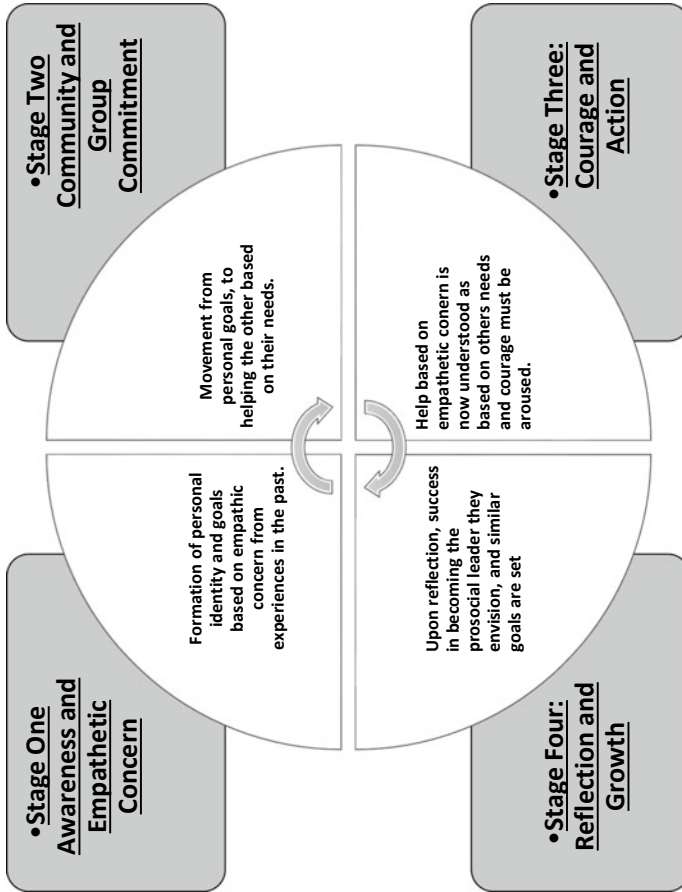 •Stage One
Awareness and
Empathetic
Concern
Formation of personal
identity and goals
based on empathic
concern from
experiences in the past.
•Stage Two
Community and
Group
Commitment
Movement from
personal goals, to
helping the other based
on their needs.
•Stage Three:
Courage and
Action
Help based on
empathetic conern is
now understood as
based on others needs
and courage must be
aroused.
•Stage Four:
Reflection and
Growth
Upon reflection, success
in becoming the
prosocial leader they
envision, and similar
goals are set